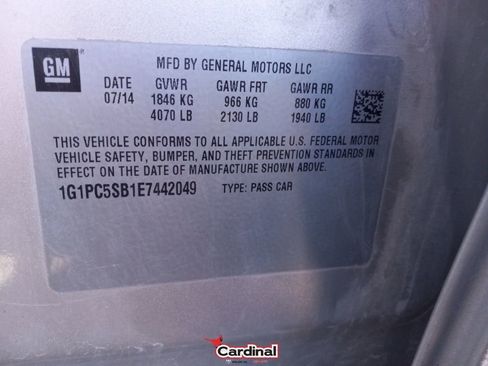 GM
MFD BY GENERAL MOTORS LLC
DATE GVWR GAWR FRT GAWR RR
07/14 1846 KG 966 KG 880 KG
4070 LB 2130 LB 1940 LB
THIS VEHICLE CONFORMS TO ALL APPLICABLE U.S. FEDERAL MOTOR
VEHICLE SAFETY, BUMPER, AND THEFT PREVENTION STANDARDS IN
EFFECT ON THE DATE OF MANUFACTURE SHOWN ABOVE.
1G1PC5SB1E7442049 TYPE: PASS CAR
Cardinal